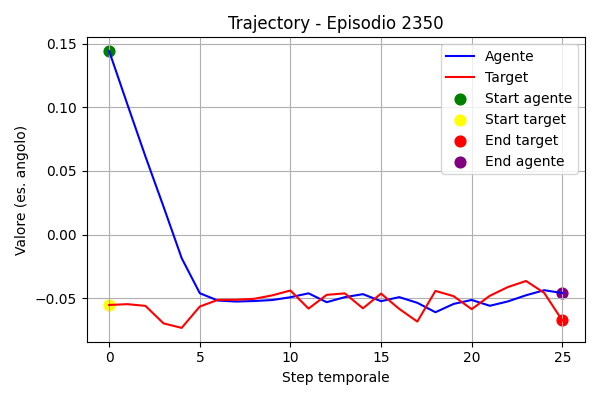 Trajectory - Episodio 2350
Agente
Target
Start agente
Start target
End target
End agente
Valore (es. angolo)
0.15
0.10
0.05
0.00
−0.05
0
5
10
15
20
25
Step temporale